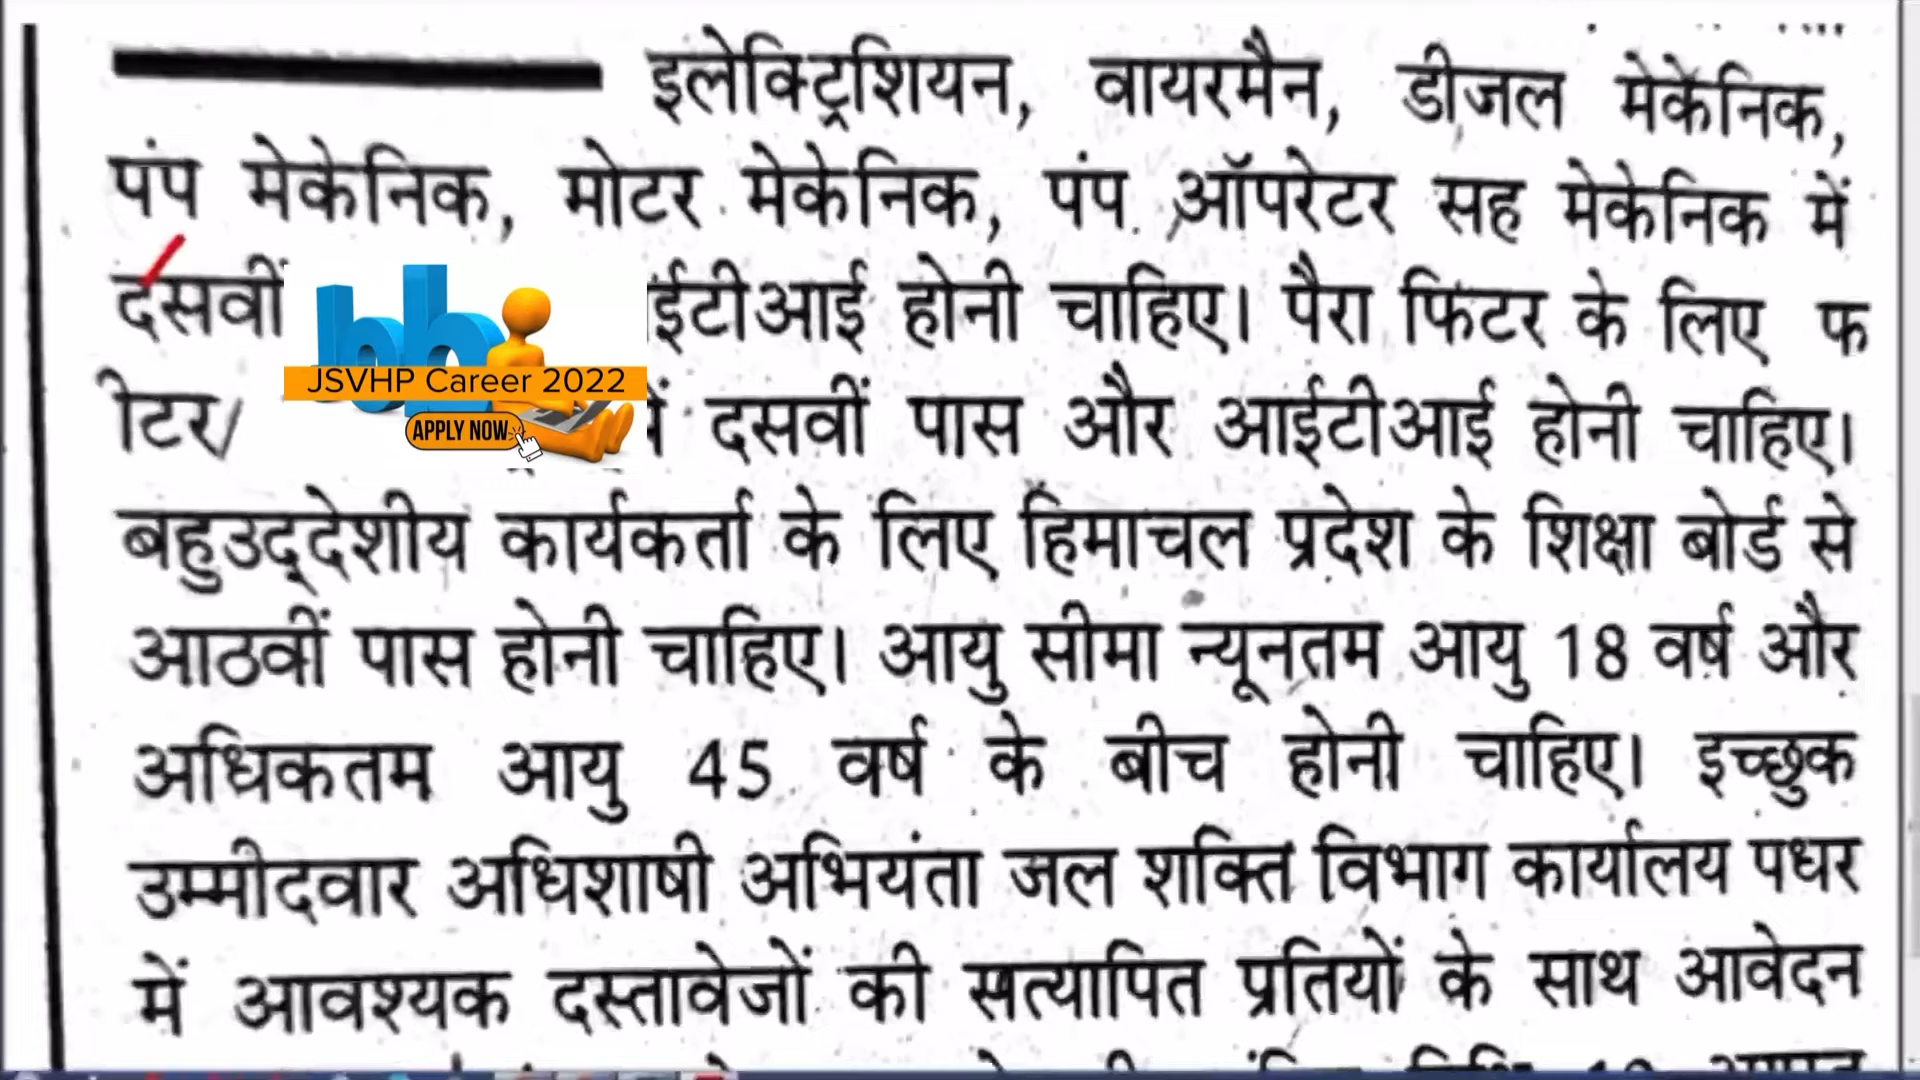 इलेक्ट्रिशियन, वायरमैन, डीजल मेकेनिक,
पंप मेकेनिक, मोटर मेकेनिक, पंप ऑपरेटर सह मेकेनिक में
दसवीं ईटीआई होनी चाहिए। पैरा फिटर के लिए फ
िटर/ में दसवीं पास और आईटीआई होनी चाहिए।
JSVHP Career 2022
APPLY NOW
बहुउद्देशीय कार्यकर्ता के लिए हिमाचल प्रदेश के शिक्षा बोर्ड से
आठवीं पास होनी चाहिए। आयु सीमा न्यूनतम आयु 18 वर्ष और
अधिकतम आयु 45 वर्ष के बीच होनी चाहिए। इच्छुक
उम्मीदवार अधिशाषी अभियंता जल शक्ति विभाग कार्यालय पधर
में आवश्यक दस्तावेजों की सत्यापित प्रतियों के साथ आवेदन